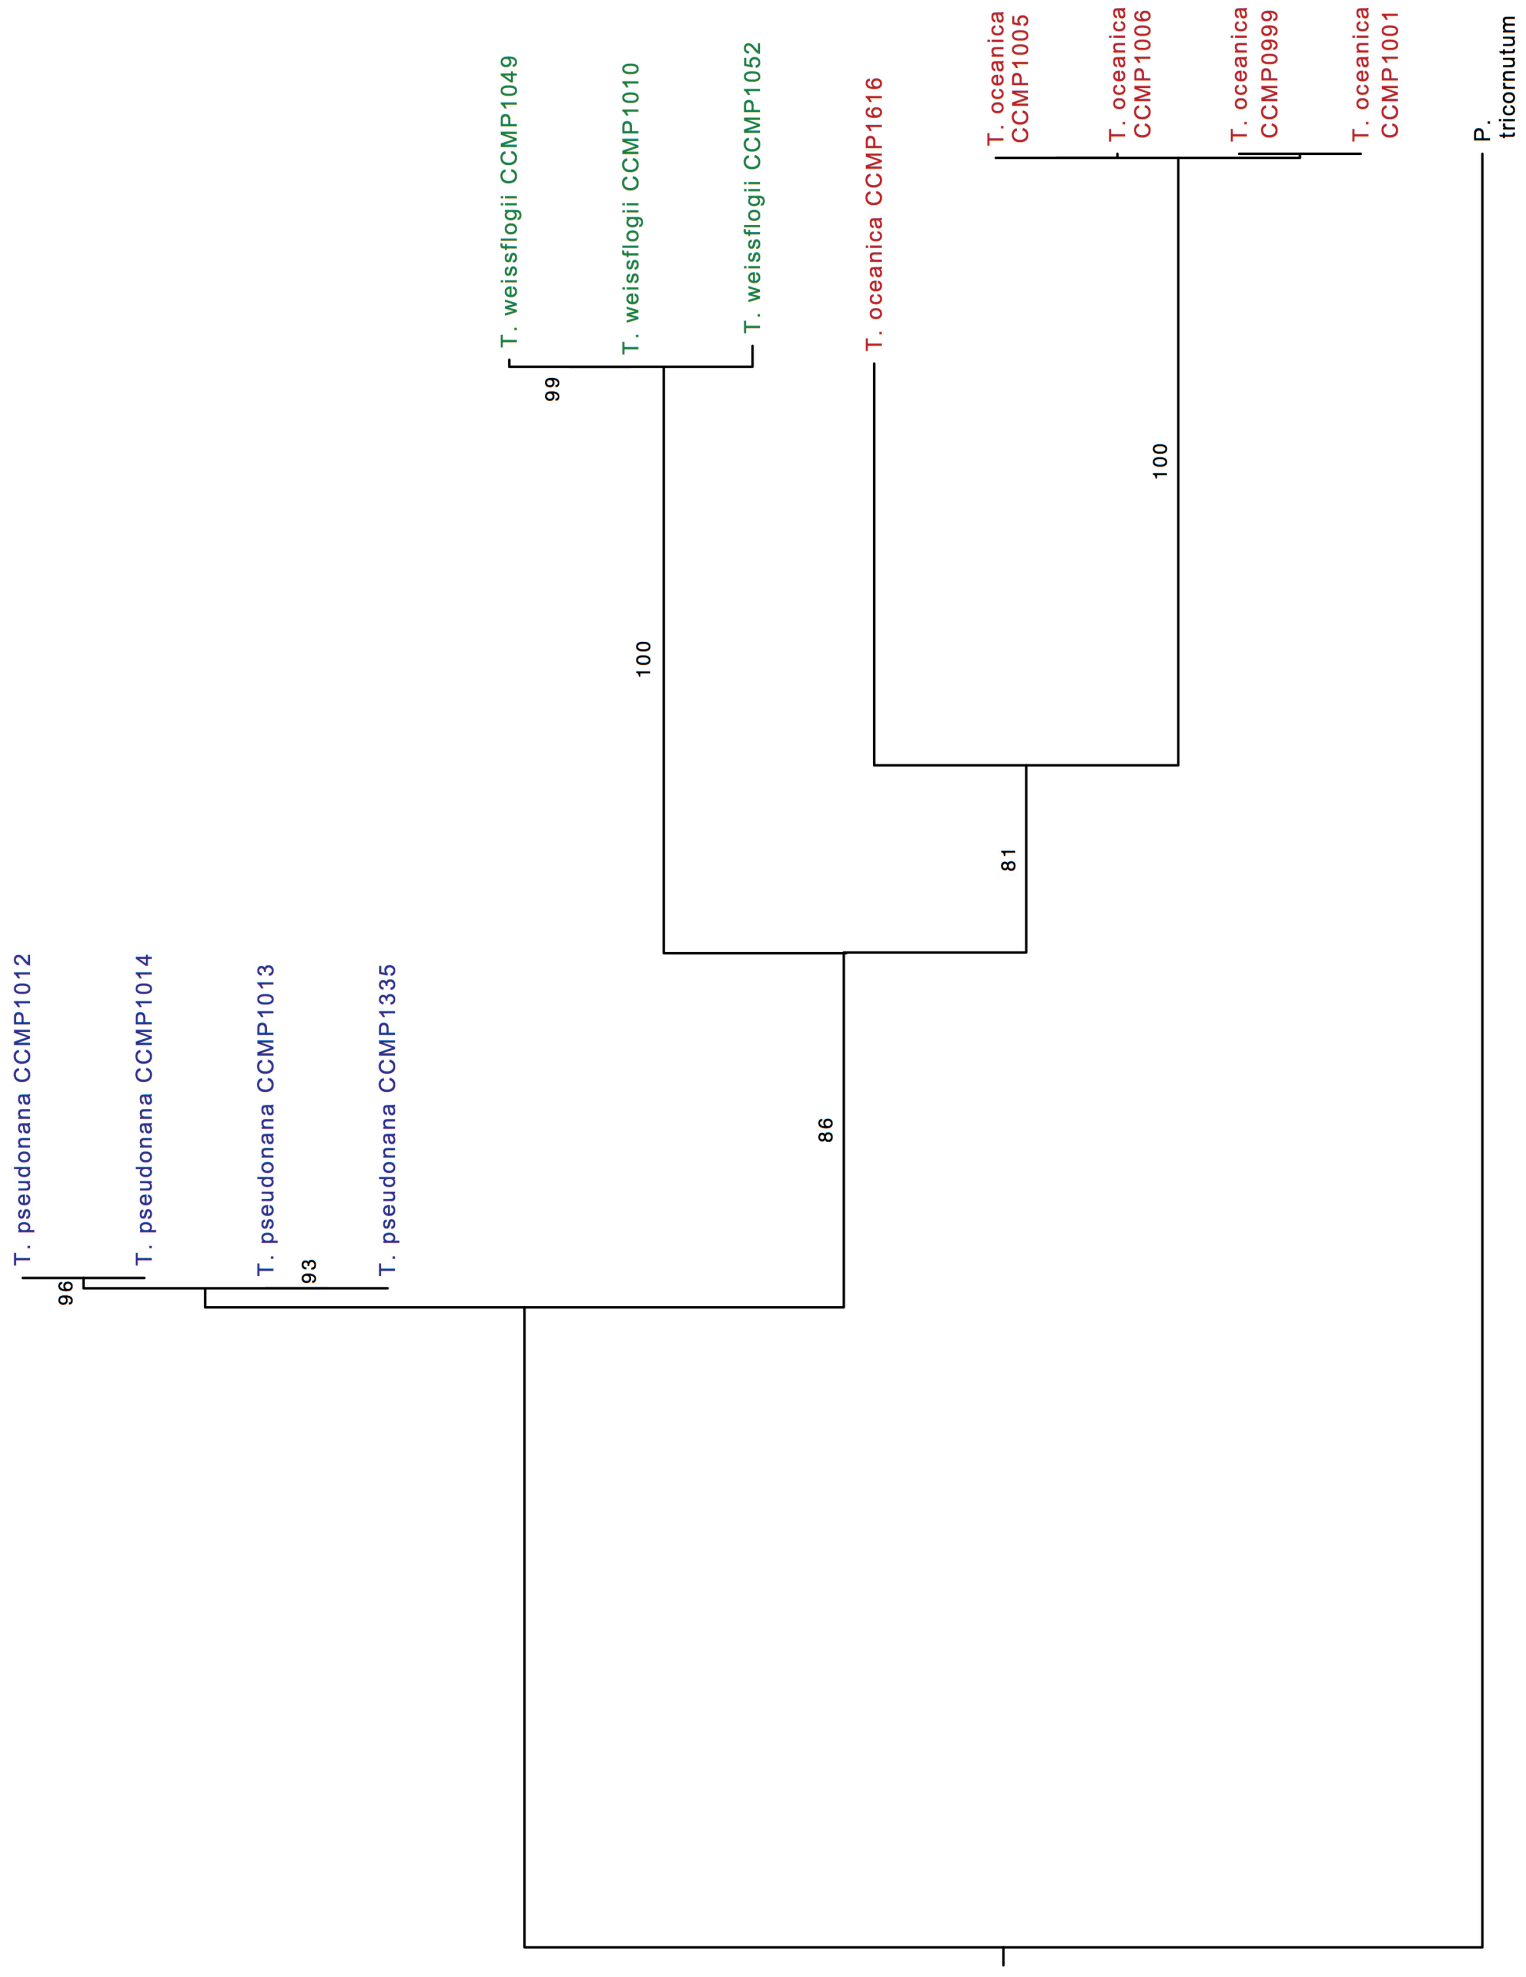 T. pseudonana CCMP1012
T. pseudonana CCMP1014
T. pseudonana CCMP1013
T. pseudonana CCMP1335
T. weissflogii CCMP1049
T. weissflogii CCMP1010
T. weissflogii CCMP1052
T. oceanica CCMP1616
T. oceanica
CCMP1005
T. oceanica
CCMP1006
T. oceanica
CCMP0999
T. oceanica
CCMP1001
P.
tricornutum
96
93
99
100
86
81
100